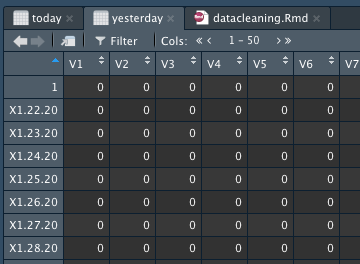 today yesterday datacleaning.Rmd
Filter Cols: 1 - 50
V1 V2 V3 V4 V5 V6 V7
1 0 0 0 0 0 0
X1.22.20 0 0 0 0 0 0
X1.23.20 0 0 0 0 0 0
X1.24.20 0 0 0 0 0 0
X1.25.20 0 0 0 0 0 0
X1.26.20 0 0 0 0 0 0
X1.27.20 0 0 0 0 0 0
X1.28.20 0 0 0 0 0 0